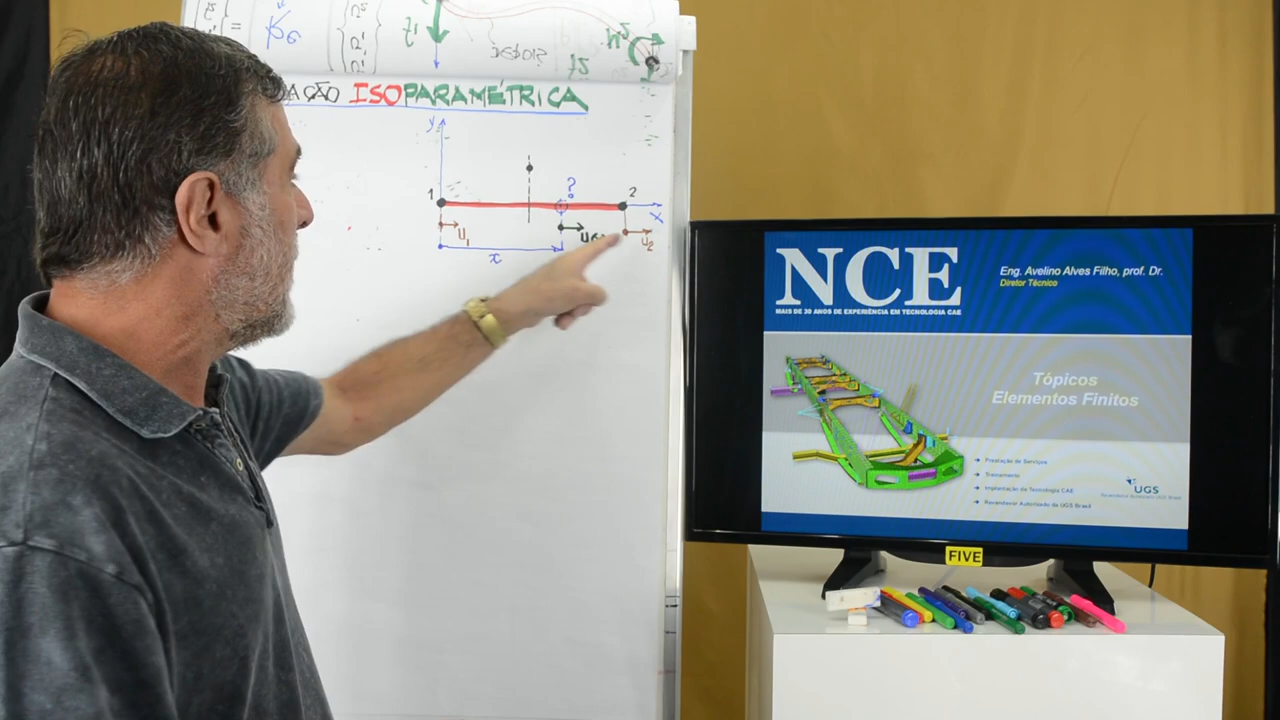 AÇÃO ISOPARAMÉTRICA
y
?
1
2
x
u₁
u₂
x
NCE
MAIS DE 30 ANOS DE EXPERIÊNCIA EM TECNOLOGIA CAE
Eng. Avelino Alves Filho, prof. Dr.
Diretor Técnico
Tópicos
Elementos Finitos
Prestação de Serviços
Treinamento
Implantação da Tecnologia CAE
Revendedor Autorizado da UGS Brasil
UGS
FIVE